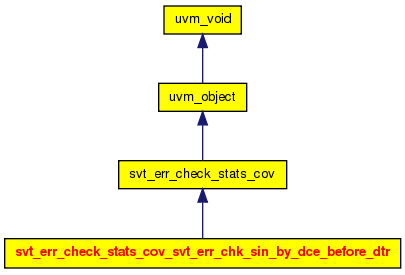 uvm_void
uvm_object
svt_err_check_stats_cov
svt_err_check_stats_cov_svt_err_chk_sin_by_dce_before_dtr